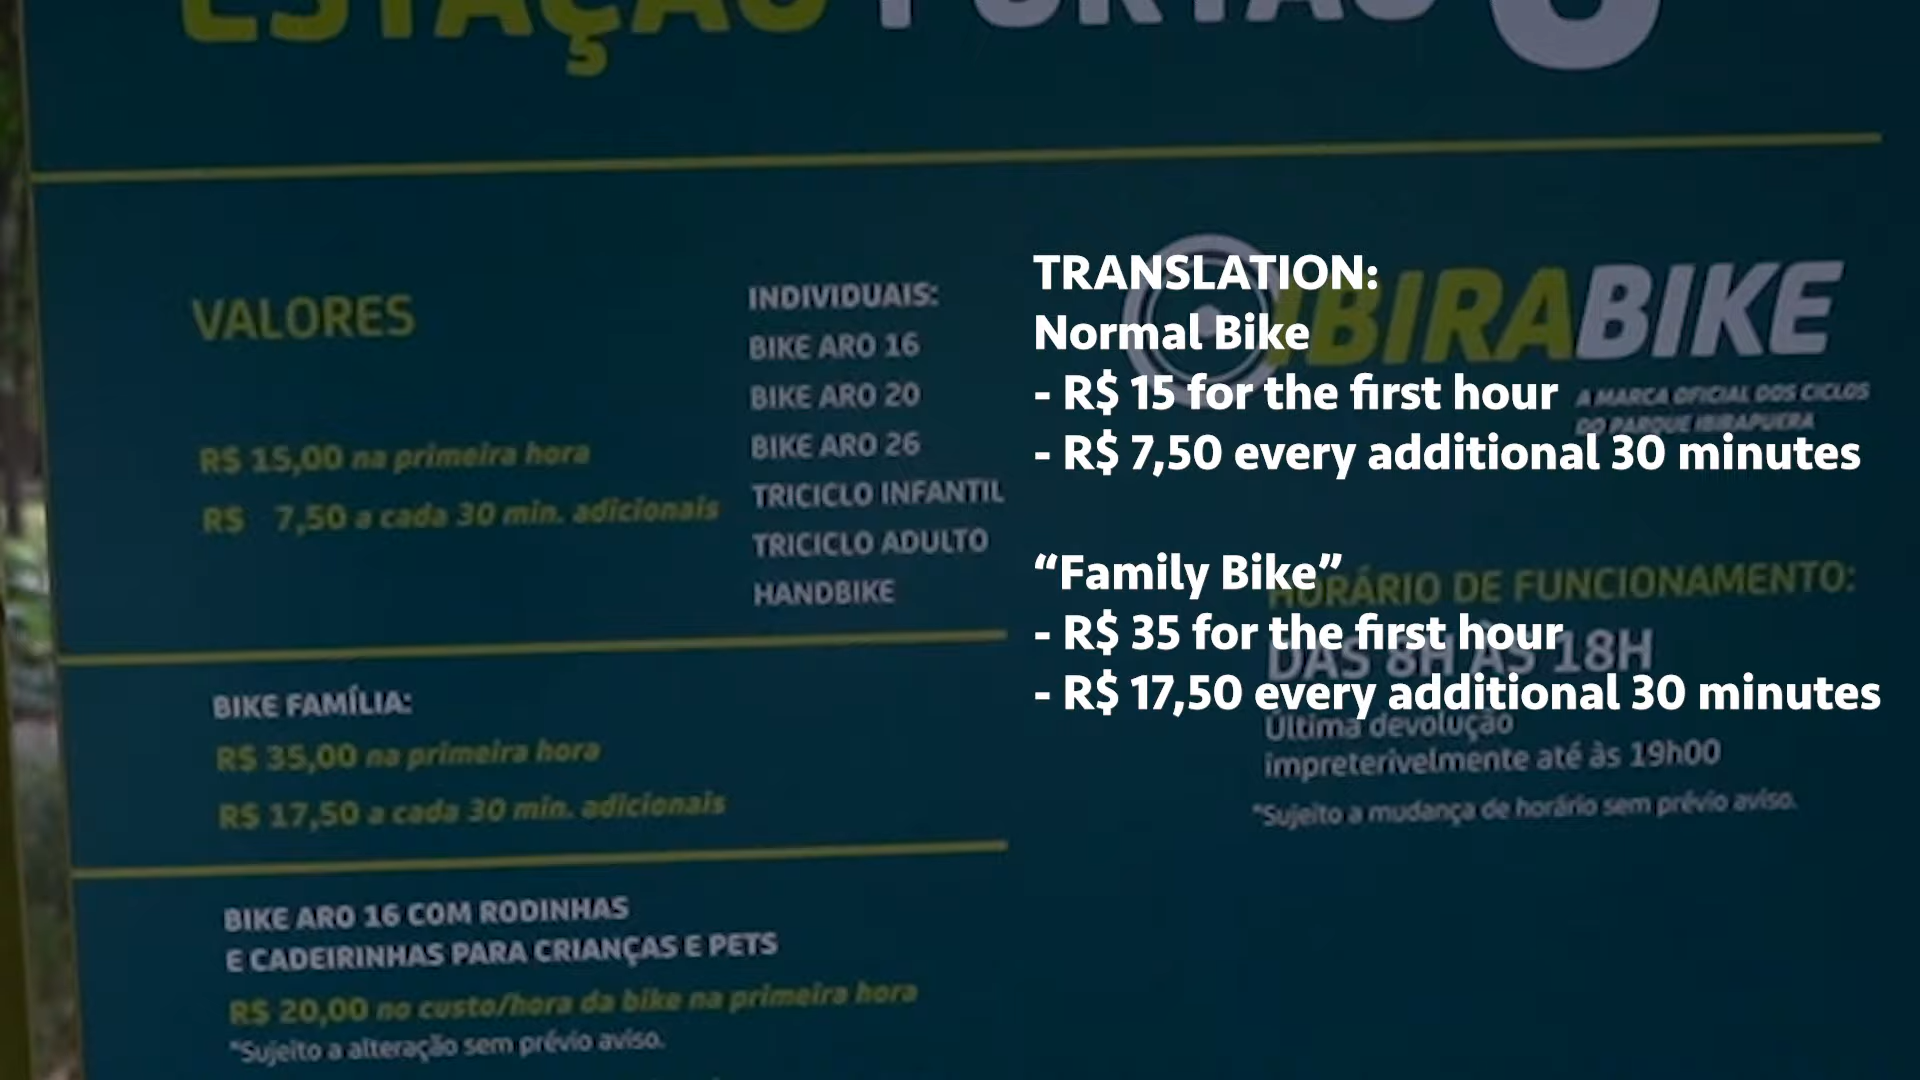 ESTAÇÃO PORTÃO
VALORES
R$ 15,00 na primeira hora
R$ 7,50 a cada 30 min. adicionais
INDIVIDUAIS:
BIKE ARO 16
BIKE ARO 20
BIKE ARO 26
TRICICLO INFANTIL
TRICICLO ADULTO
HANDBIKE
BIKE FAMÍLIA:
R$ 35,00 na primeira hora
R$ 17,50 a cada 30 min. adicionais
BIKE ARO 16 COM RODINHAS
E CADEIRINHAS PARA CRIANÇAS E PETS
R$ 20,00 no custo/hora da bike na primeira hora
*Sujeito a alteração sem prévio aviso.
IBIRABIKE
A MARCA OFICIAL DOS CICLOS
DO PARQUE IBIRAPUERA
HORÁRIO DE FUNCIONAMENTO:
DAS 8H ÀS 18H
Última devolução
impreterivelmente até às 19h00
*Sujeito a mudança de horário sem prévio aviso.
TRANSLATION:
Normal Bike
- R$ 15 for the first hour
- R$ 7,50 every additional 30 minutes
“Family Bike”
- R$ 35 for the first hour
- R$ 17,50 every additional 30 minutes